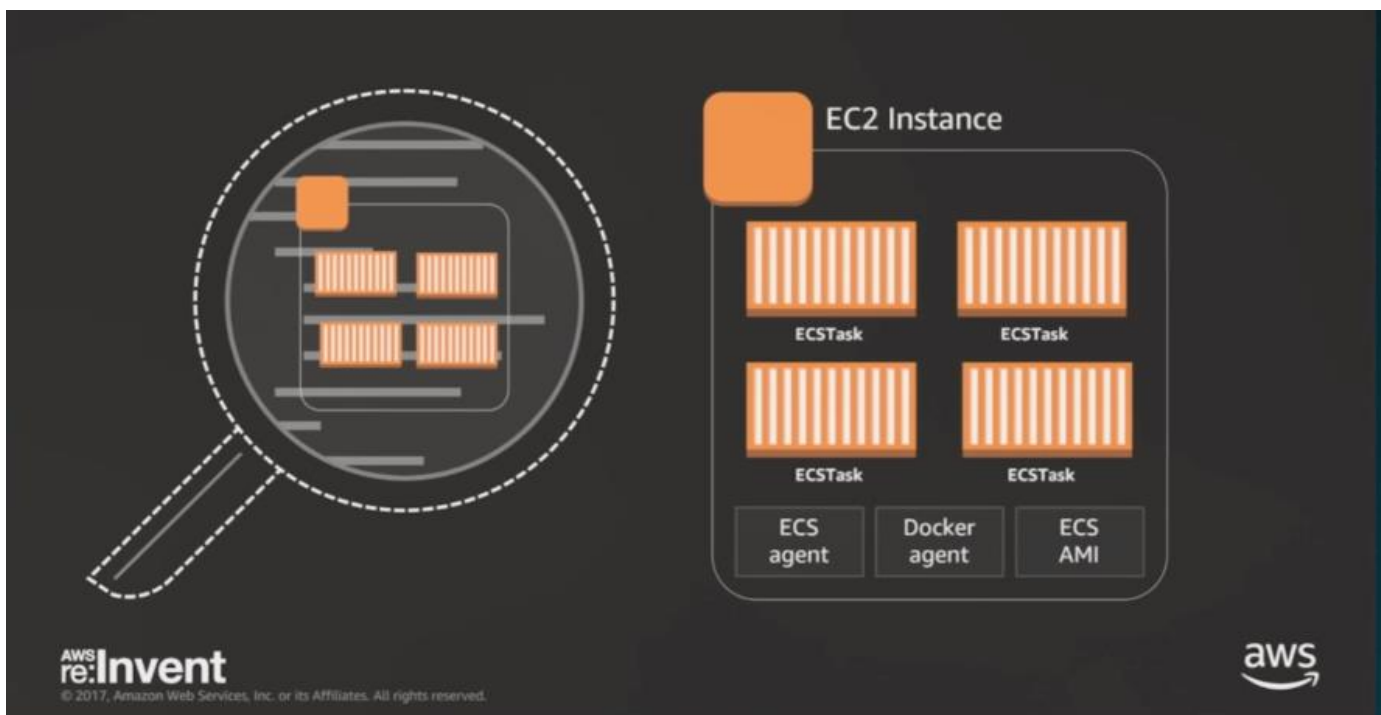 EC2 Instance
ECSTask
ECSTask
ECSTask
ECSTask
ECS
agent
Docker
agent
ECS
AMI
AWS
re:Invent
© 2017, Amazon Web Services, Inc. or its Affiliates. All rights reserved.
aws